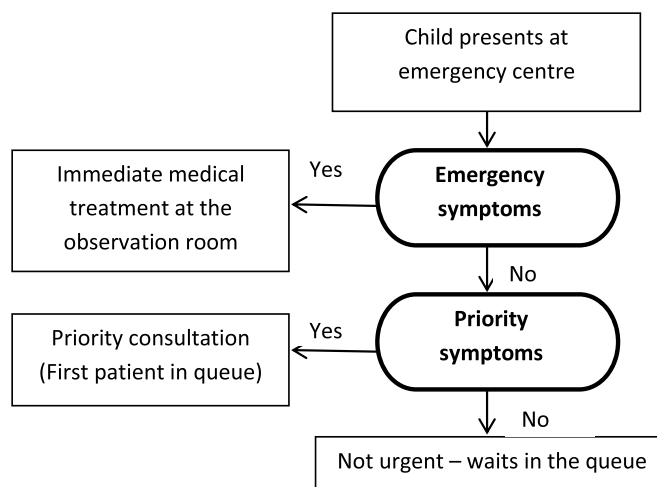 Child presents at
emergency centre
Yes
Immediate medical
treatment at the
observation room
Emergency
symptoms
No
Yes
Priority consultation
(First patient in queue)
Priority
symptoms
No
Not urgent – waits in the queue